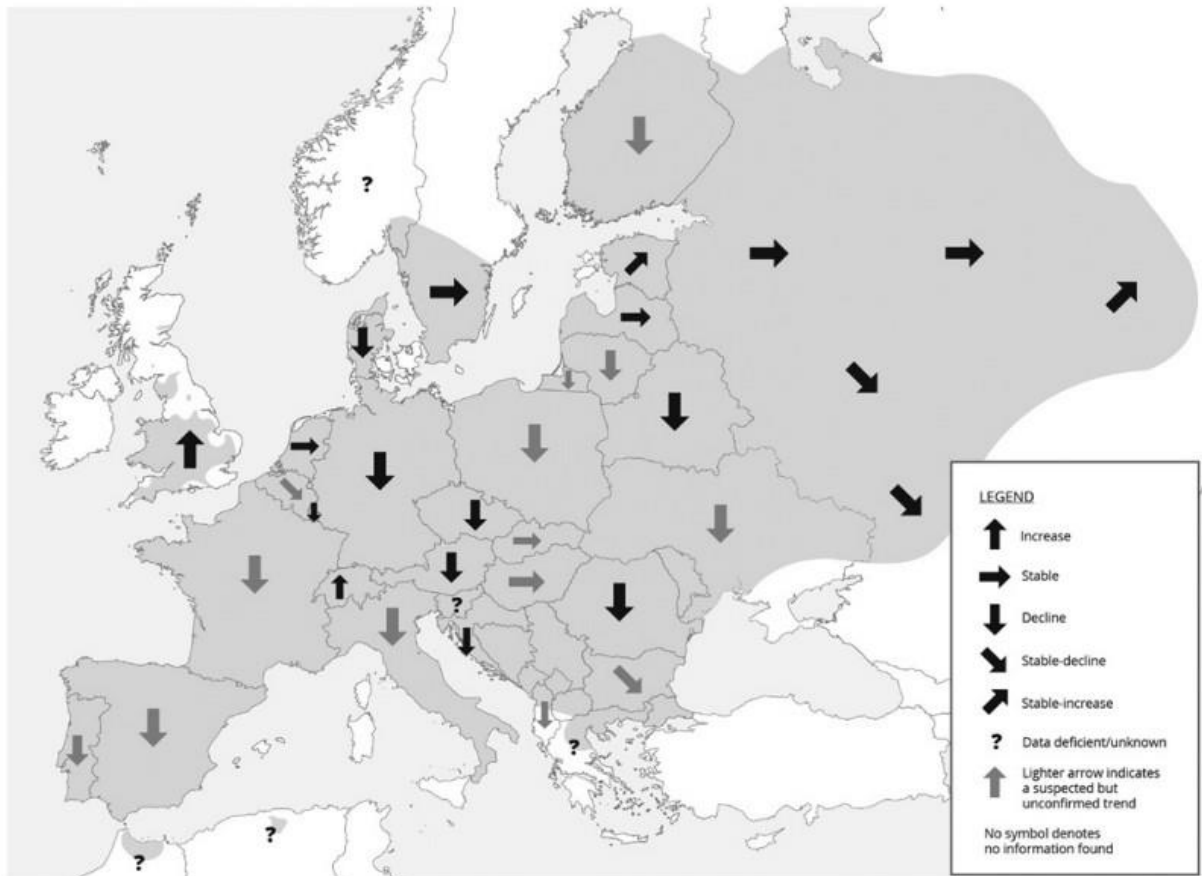 ?
?
?
?
?
LEGEND
Increase
Stable
Decline
Stable-decline
Stable-increase
? Data deficient/unknown
Lighter arrow indicates
a suspected but
unconfirmed trend
No symbol denotes
no information found